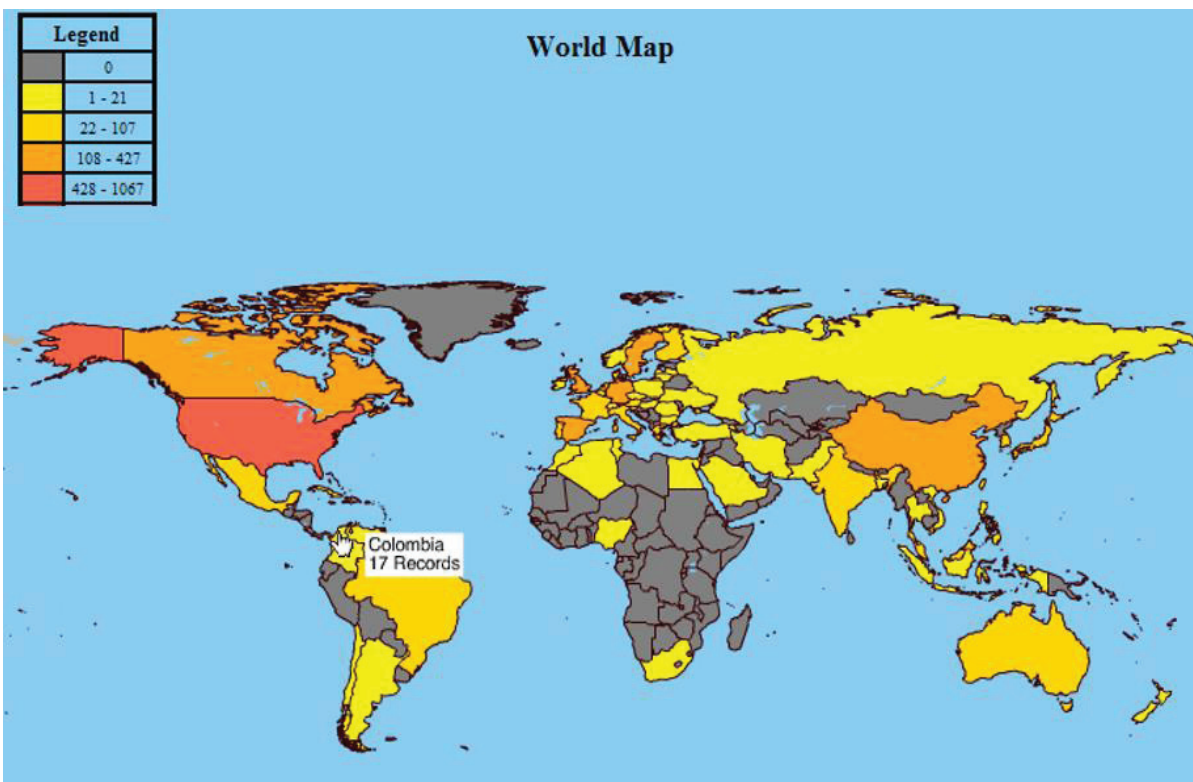 Legend
0
1 - 21
22 - 107
108 - 427
428 - 1067
World Map
Colombia
17 Records